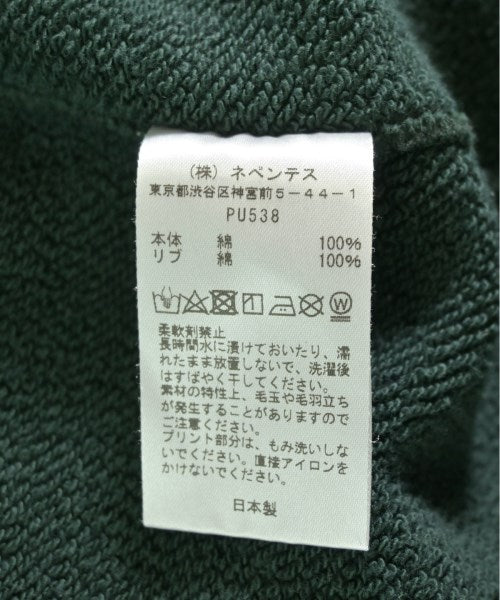 (株) ネペンテス
東京都渋谷区神宮前5-44-1
PU538
本体 綿 100%
リブ 綿 100%
W
柔軟剤禁止
長時間水に漬けておいたり、濡
れたまま放置しないで、洗濯後
はすばやく干してください。
素材の特性上、毛玉や毛羽立ち
が発生することがありますので
ご注意ください。
プリント部分は、もみ洗いしな
いでください。直接アイロンを
かけないでください。
日本製